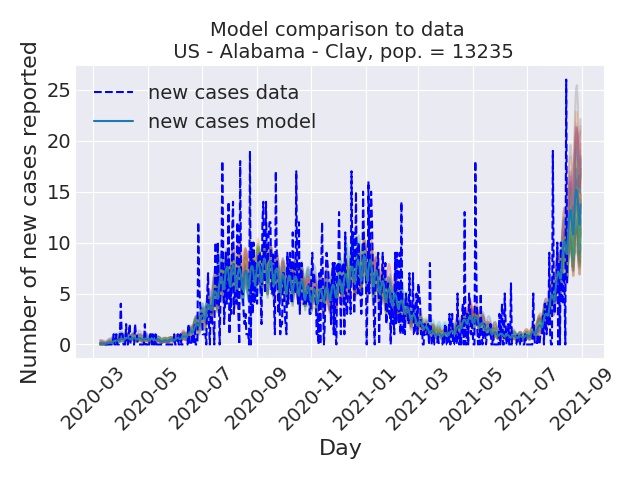 Model comparison to data
US - Alabama - Clay, pop. = 13235
Number of new cases reported
25
20
15
10
5
0
new cases data
new cases model
2020-03
2020-05
2020-07
2020-09
2020-11
2021-01
2021-03
2021-05
2021-07
2021-09
Day